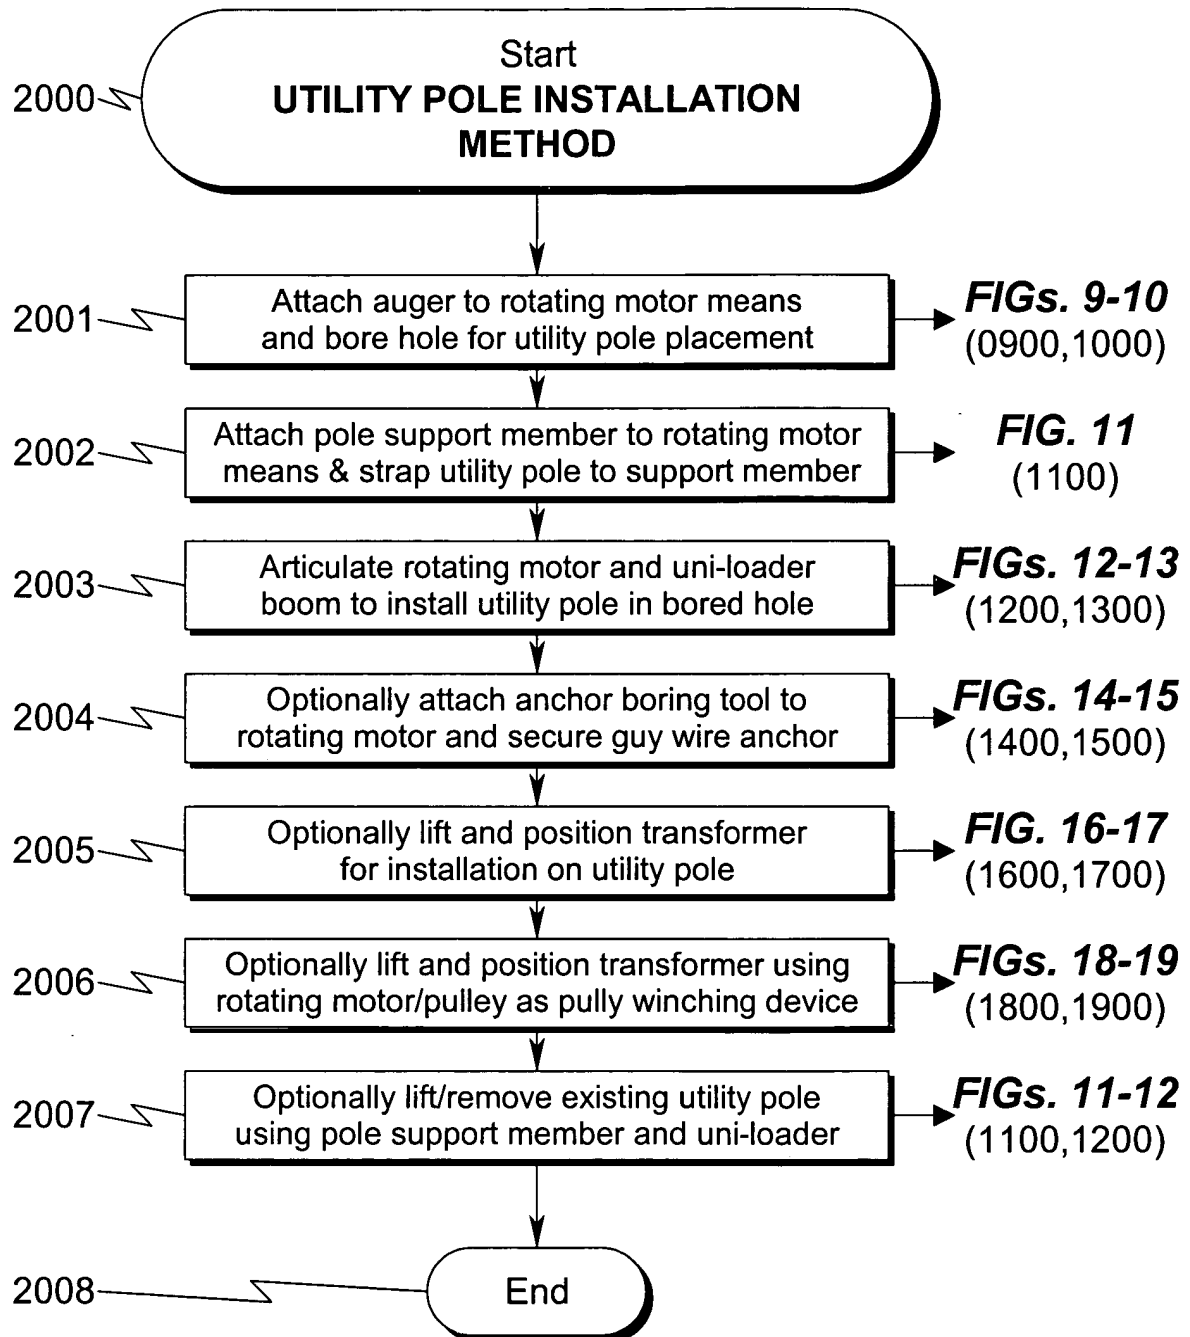 Start
UTILITY POLE INSTALLATION
METHOD
2000
2001
Attach auger to rotating motor means
and bore hole for utility pole placement
FIGs. 9-10
(0900,1000)
2002
Attach pole support member to rotating motor
means & strap utility pole to support member
FIG. 11
(1100)
2003
Articulate rotating motor and uni-loader
boom to install utility pole in bored hole
FIGs. 12-13
(1200,1300)
2004
Optionally attach anchor boring tool to
rotating motor and secure guy wire anchor
FIGs. 14-15
(1400,1500)
2005
Optionally lift and position transformer
for installation on utility pole
FIG. 16-17
(1600,1700)
2006
Optionally lift and position transformer using
rotating motor/pulley as pully winching device
FIGs. 18-19
(1800,1900)
2007
Optionally lift/remove existing utility pole
using pole support member and uni-loader
FIGs. 11-12
(1100,1200)
2008
End